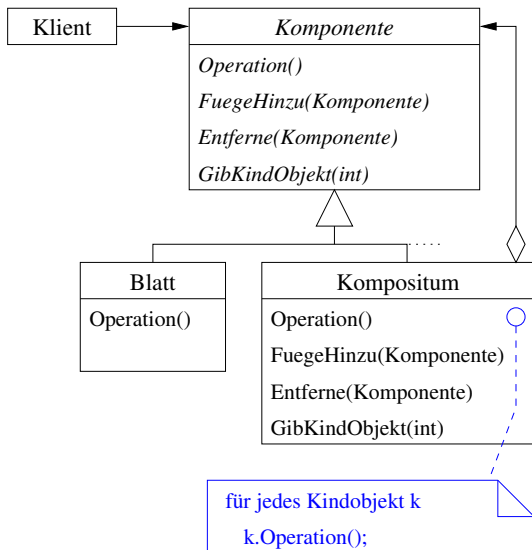 Klient
Komponente
Operation()
FuegeHinzu(Komponente)
Entferne(Komponente)
GibKindObjekt(int)
Blatt
Operation()
Kompositum
Operation()
FuegeHinzu(Komponente)
Entferne(Komponente)
GibKindObjekt(int)
für jedes Kindobjekt k
k.Operation();